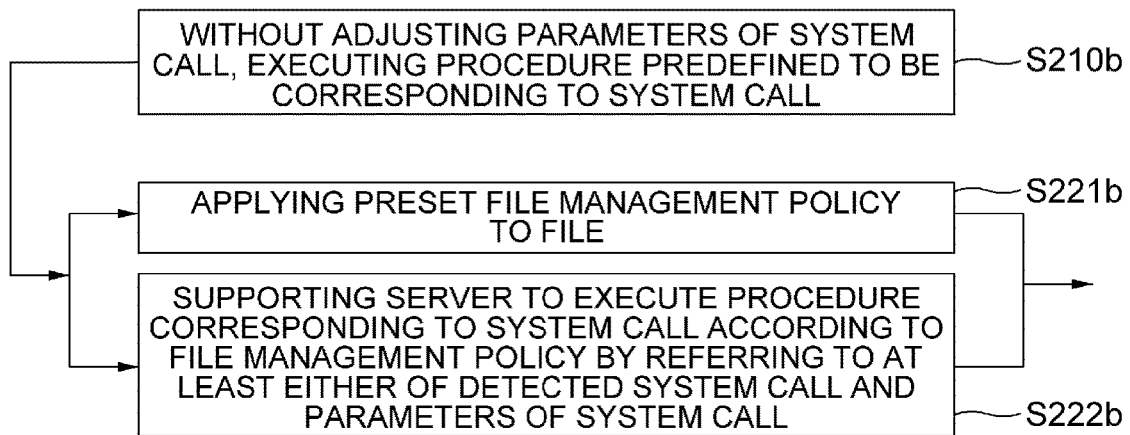 WITHOUT ADJUSTING PARAMETERS OF SYSTEM
CALL, EXECUTING PROCEDURE PREDEFINED TO BE
CORRESPONDING TO SYSTEM CALL
S210b
APPLYING PRESET FILE MANAGEMENT POLICY
TO FILE
S221b
SUPPORTING SERVER TO EXECUTE PROCEDURE
CORRESPONDING TO SYSTEM CALL ACCORDING TO
FILE MANAGEMENT POLICY BY REFERRING TO AT
LEAST EITHER OF DETECTED SYSTEM CALL AND
PARAMETERS OF SYSTEM CALL
S222b